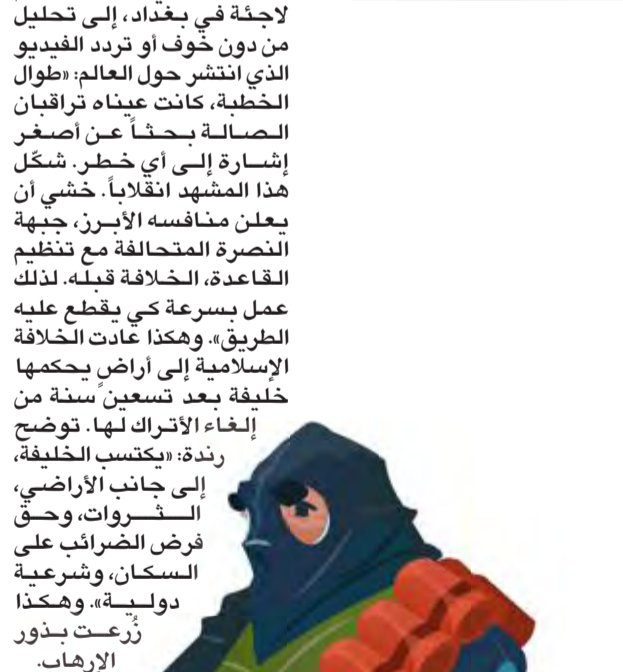 لاجئة في بغداد، إلى تحليل
من دون خوف أو تردد الفيديو
الذي انتشر حول العالم: «طوال
الخطبة، كانت عيناه تراقبان
الصالة بحثاً عن أصغر
إشارة إلى أي خطر. شكّل
هذا المشهد انقلاباً. خشي أن
يعلن منافسه الأبرز، جبهة
النصرة المتحالفة مع تنظيم
القاعدة، الخلافة قبله. لذلك
عمل بسرعة كي يقطع عليه
الطريق». وهكذا عادت الخلافة
الإسلامية إلى أراضٍ يحكمها
خليفة بعد تسعين سنة من
إلغاء الأتراك لها. توضح
رندة: «يكتسب الخليفة،
إلى جانب الأراضي،
الثروات، وحق
فرض الضرائب على
السكان، وشرعية
دولية». وهكذا
زُرعت بذور
الإرهاب.